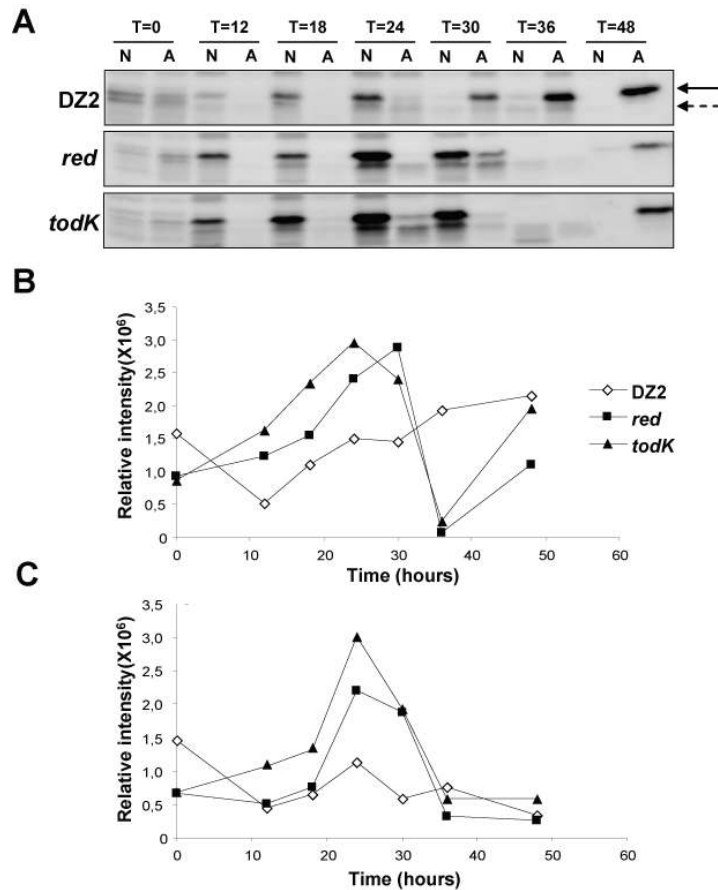 A
T=0 T=12 T=18 T=24 T=30 T=36 T=48
N A N A N A N A N A N A N A
DZ2
red
todK
B
Relative intensity(X10⁶)
3,5
3,0
2,5
2,0
1,5
1,0
0,5
0
0 10 20 30 40 50 60
Time (hours)
DZ2
red
todK
C
Relative intensity(X10⁶)
3,5
3,0
2,5
2,0
1,5
1,0
0,5
0
0 10 20 30 40 50 60
Time (hours)